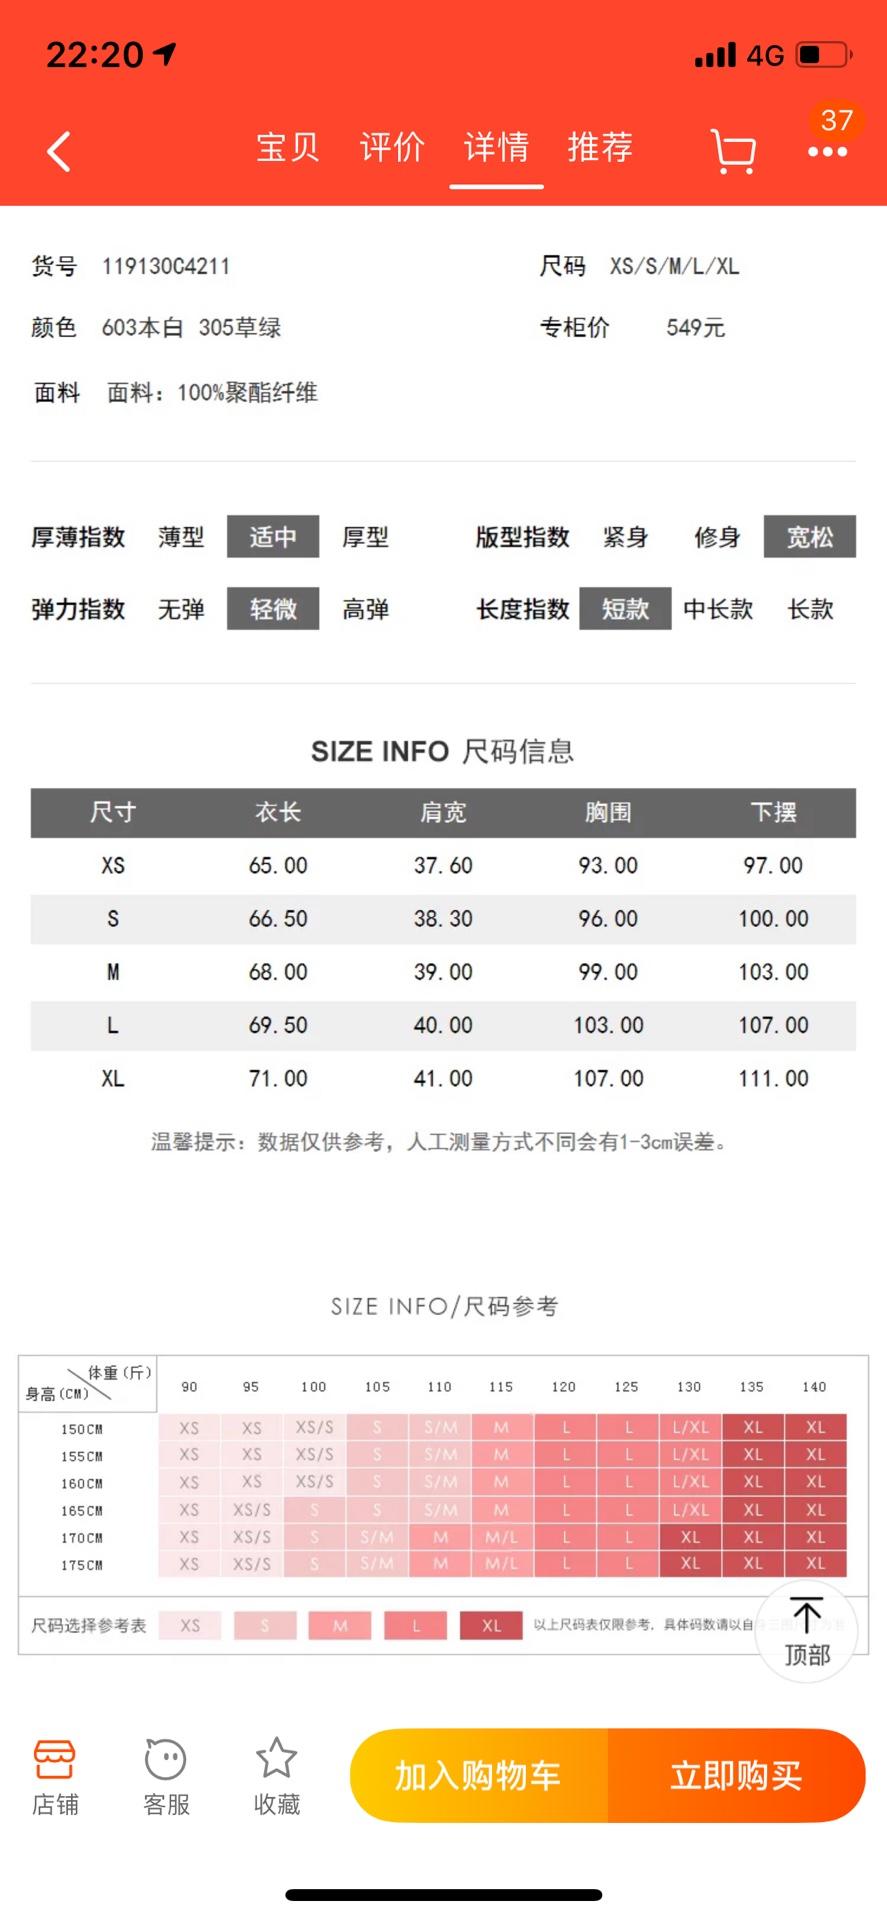 22:20 4G
37
宝贝 评价 详情 推荐
货号 119130C4211 尺码 XS/S/M/L/XL
颜色 603本白 305草绿 专柜价 549元
面料 面料：100%聚酯纤维
厚薄指数 薄型 适中 厚型 版型指数 紧身 修身 宽松
弹力指数 无弹 轻微 高弹 长度指数 短款 中长款 长款
SIZE INFO 尺码信息
尺寸 衣长 肩宽 胸围 下摆
XS 65.00 37.60 93.00 97.00
S 66.50 38.30 96.00 100.00
M 68.00 39.00 99.00 103.00
L 69.50 40.00 103.00 107.00
XL 71.00 41.00 107.00 111.00
温馨提示：数据仅供参考，人工测量方式不同会有1-3cm误差。
SIZE INFO/尺码参考
体重(斤)
身高(CM) 90 95 100 105 110 115 120 125 130 135 140
150CM XS XS XS/S S S/M M L L L/XL XL XL
155CM XS XS XS/S S S/M M L L L/XL XL XL
160CM XS XS XS/S S S/M M L L L/XL XL XL
165CM XS XS/S S S S/M M L L L/XL XL XL
170CM XS XS/S S S/M M M/L L L XL XL XL
175CM XS XS/S S S/M M M/L L L XL XL XL
尺码选择参考表 XS S M L XL 以上尺码表仅限参考，具体码数请以自
顶部
店铺 客服 收藏 加入购物车 立即购买